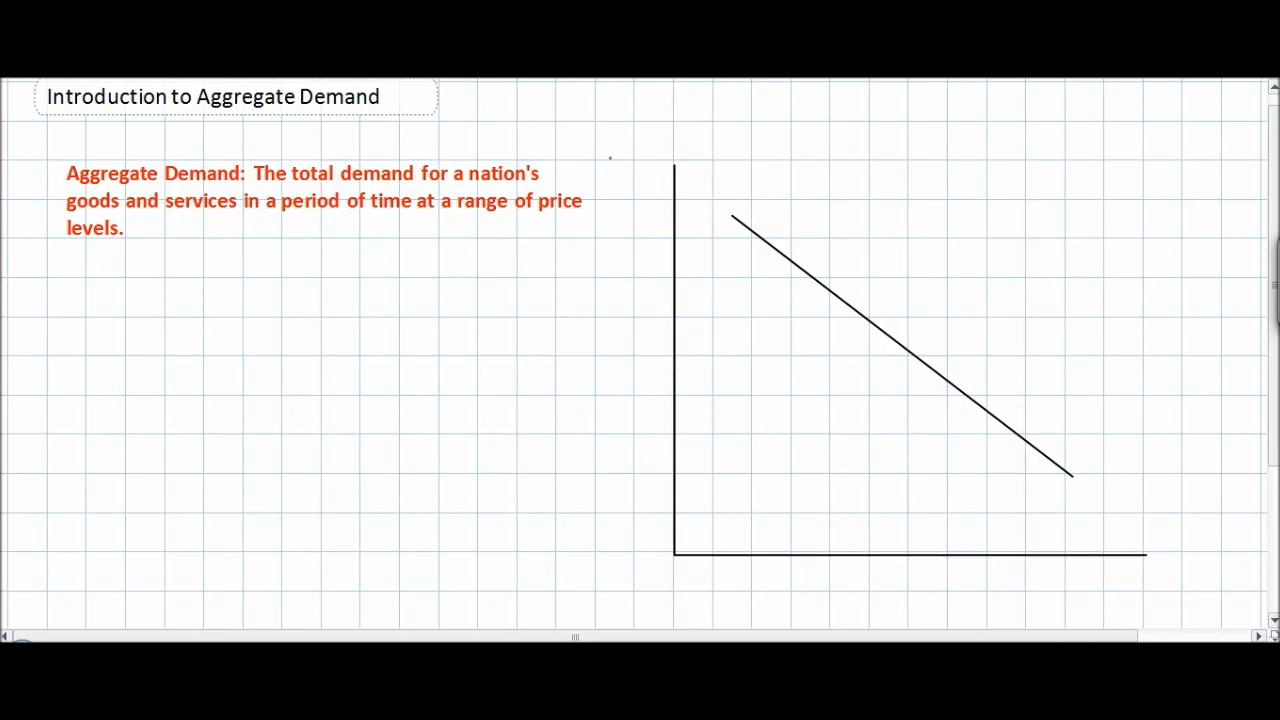 Introduction to Aggregate Demand
Aggregate Demand: The total demand for a nation's
goods and services in a period of time at a range of price
levels.